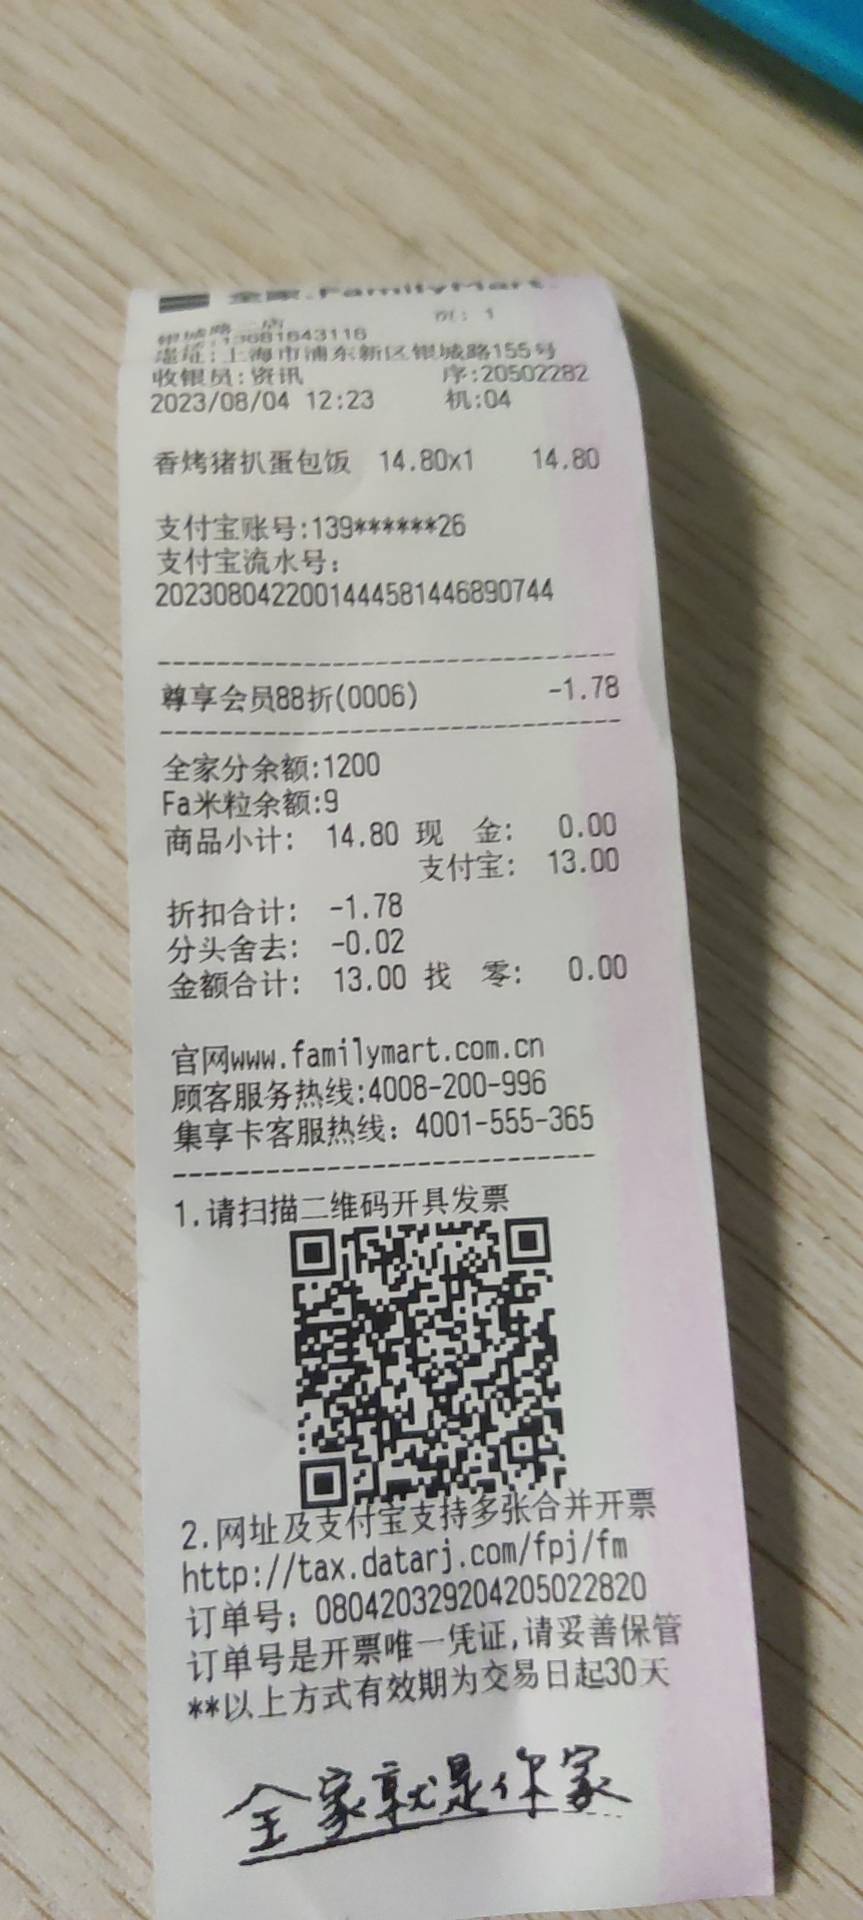 全家.FamilyMart.
银城路二店 页: 1
:13681643116
地址:上海市浦东新区银城路155号
收银员:资讯 序:20502282
2023/08/04 12:23 机:04
香烤猪扒蛋包饭 14.80x1 14.80
支付宝账号:139******26
支付宝流水号:
2023080422001444581446890744
尊享会员88折(0006) -1.78
全家分余额:1200
Fa米粒余额:9
商品小计: 14.80 现 金: 0.00
支付宝: 13.00
折扣合计: -1.78
分头舍去: -0.02
金额合计: 13.00 找 零: 0.00
官网www.familymart.com.cn
顾客服务热线:4008-200-996
集享卡客服热线: 4001-555-365
1.请扫描二维码开具发票
2.网址及支付宝支持多张合并开票
http://tax.datarj.com/fpj/fm
订单号: 080420329204205022820
订单号是开票唯一凭证,请妥善保管
**以上方式有效期为交易日起30天
全家就是你家